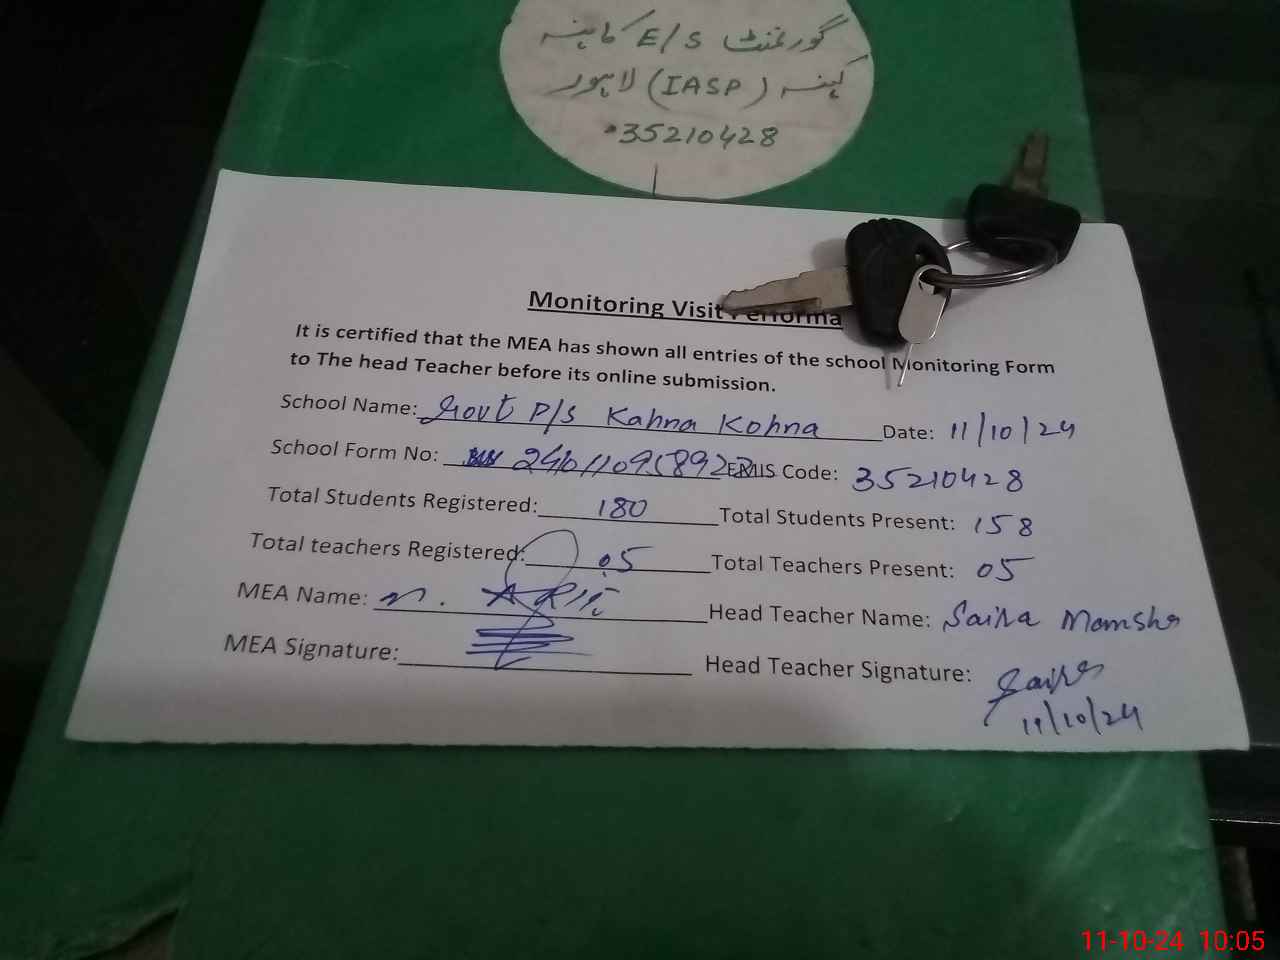 گورنمنٹ E/S کاہنہ
کہنہ (IASP) لاہور
35210428
Monitoring Visit Performa
It is certified that the MEA has shown all entries of the school Monitoring Form
to The head Teacher before its online submission.
School Name: Govt P/S Kahna Kohna Date: 11/10/24
School Form No: EMIS Code: 35210428
Total Students Registered: 180 Total Students Present: 158
Total teachers Registered: 05 Total Teachers Present: 05
MEA Name: M. Head Teacher Name: Saira
MEA Signature: Head Teacher Signature:
11/10/24
11-10-24 10:05